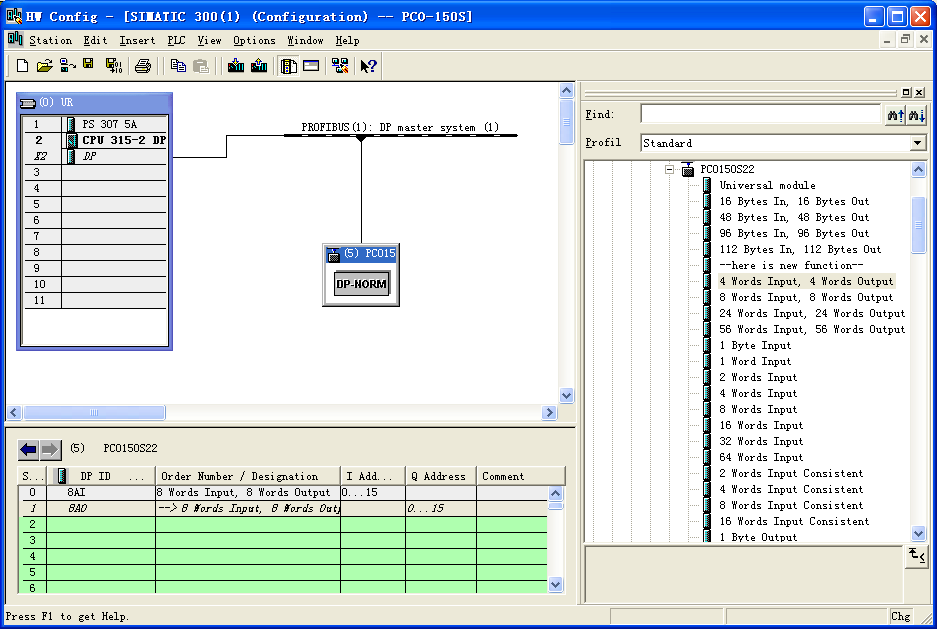 HW Config - [SIMATIC 300(1) (Configuration) -- PCO-150S]
Station Edit Insert PLC View Options Window Help
(0) UR
1 PS 307 5A
2 CPU 315-2 DP
X2 DP
3
4
5
6
7
8
9
10
11
PROFIBUS(1): DP master system (1)
(5) PCO15
DP-NORM
Find:
Profil Standard
PCO150S22
Universal module
16 Bytes In, 16 Bytes Out
48 Bytes In, 48 Bytes Out
96 Bytes In, 96 Bytes Out
112 Bytes In, 112 Bytes Out
--here is new function--
4 Words Input, 4 Words Output
8 Words Input, 8 Words Output
24 Words Input, 24 Words Output
56 Words Input, 56 Words Output
1 Byte Input
1 Word Input
2 Words Input
4 Words Input
8 Words Input
16 Words Input
32 Words Input
64 Words Input
2 Words Input Consistent
4 Words Input Consistent
8 Words Input Consistent
16 Words Input Consistent
1 Byte Output
(5) PCO150S22
S... DP ID ... Order Number / Designation I Add... Q Address Comment
0 8AI 8 Words Input, 8 Words Output 0...15
1 8AO --> 8 Words Input, 8 Words Outp 0...15
2
3
4
5
6
Press F1 to get Help.
Chg